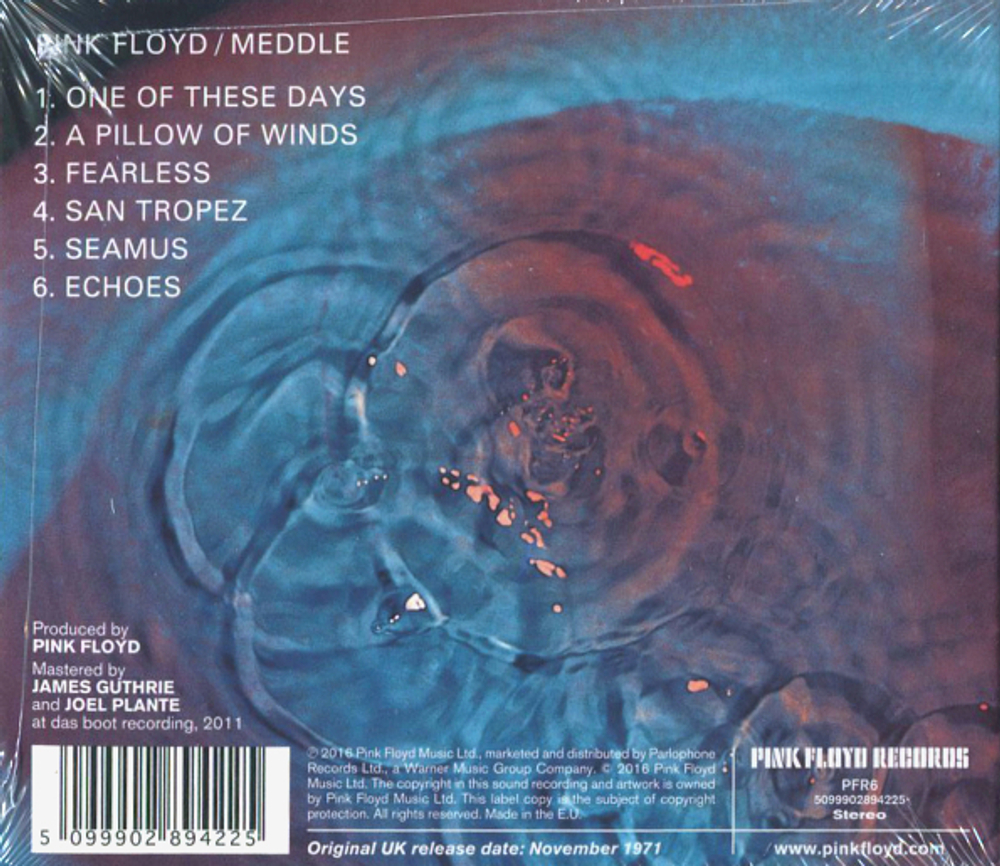 PINK FLOYD / MEDDLE
1. ONE OF THESE DAYS
2. A PILLOW OF WINDS
3. FEARLESS
4. SAN TROPEZ
5. SEAMUS
6. ECHOES
Produced by
PINK FLOYD
Mastered by
JAMES GUTHRIE
and JOEL PLANTE
at das boot recording, 2011
5 099902 894225
℗ 2016 Pink Floyd Music Ltd., marketed and distributed by Parlophone
Records Ltd., a Warner Music Group Company. © 2016 Pink Floyd
Music Ltd. The copyright in this sound recording and artwork is owned
by Pink Floyd Music Ltd. This label copy is the subject of copyright
protection. All rights reserved. Made in the E.U.
Original UK release date: November 1971
PINK FLOYD RECORDS
PFR6
5099902894225
Stereo
www.pinkfloyd.com